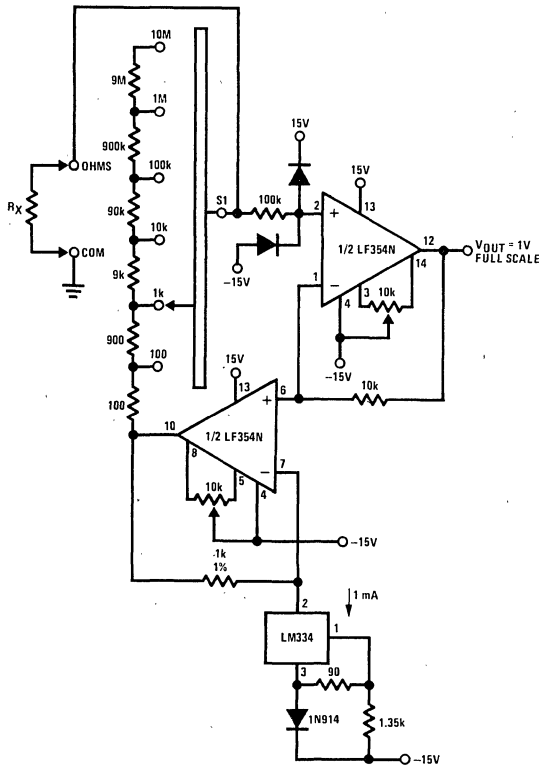 10M
9M
1M
900k
100k
90k
10k
9k
1k
900
100
100
OHMS
RX
COM
S1
100k
15V
-15V
15V
2
+
13
1/2 LF354N
12
14
VOUT = 1V
FULL SCALE
1
-
4
3
10k
-15V
10k
15V
13
6
+
10
1/2 LF354N
8
-
7
10k
5
4
-15V
1k
1%
2
1 mA
LM334
1
3
90
1N914
1.35k
-15V